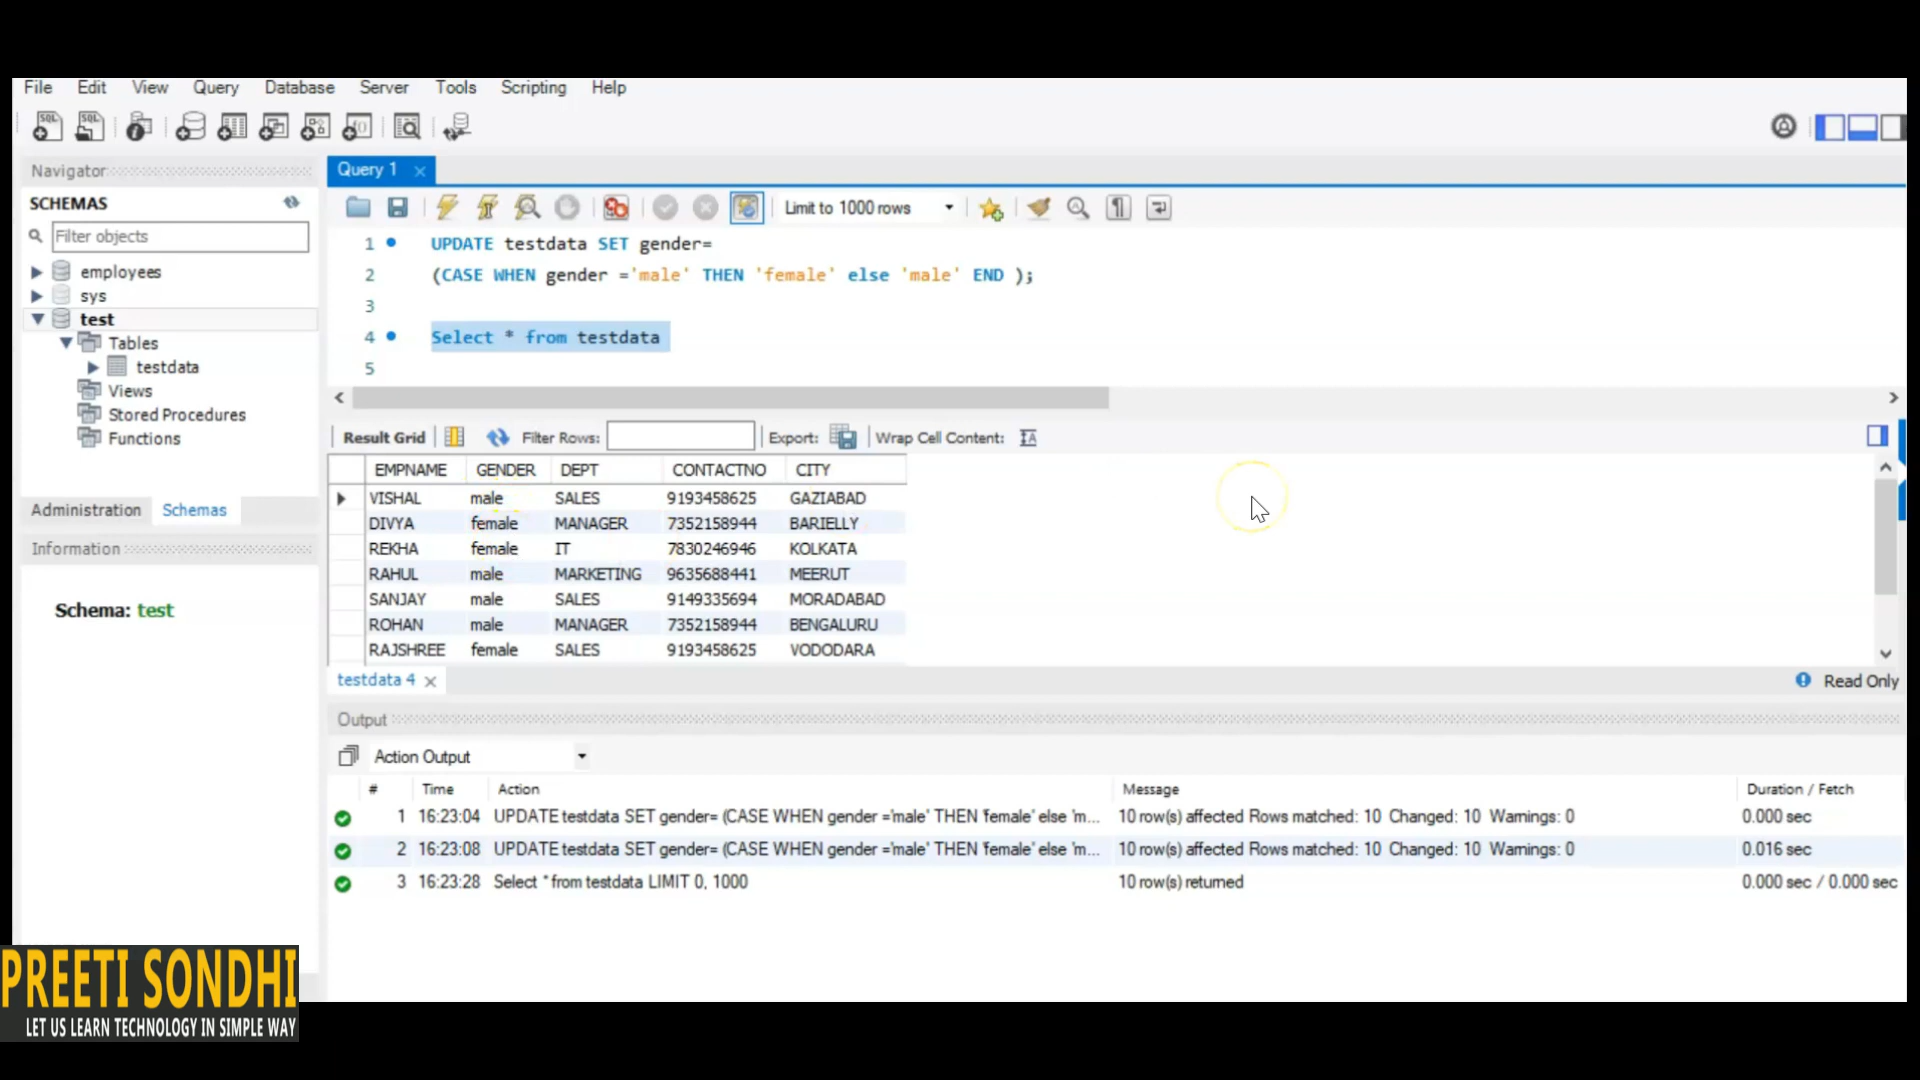 File Edit View Query Database Server Tools Scripting Help
Navigator
SCHEMAS
Filter objects
employees
sys
test
Tables
testdata
Views
Stored Procedures
Functions
Administration Schemas
Information
Schema: test
Query 1
Limit to 1000 rows
1 UPDATE testdata SET gender=
2 (CASE WHEN gender ='male' THEN 'female' else 'male' END );
3
4 Select * from testdata
5
Result Grid Filter Rows: Export: Wrap Cell Content:
EMPNAME GENDER DEPT CONTACTNO CITY
VISHAL male SALES 9193458625 GAZIABAD
DIVYA female MANAGER 7352158944 BARIELLY
REKHA female IT 7830246946 KOLKATA
RAHUL male MARKETING 9635688441 MEERUT
SANJAY male SALES 9149335694 MORADABAD
ROHAN male MANAGER 7352158944 BENGALURU
RAJSHREE female SALES 9193458625 VODODARA
testdata 4 Read Only
Output
Action Output
# Time Action Message Duration / Fetch
1 16:23:04 UPDATE testdata SET gender= (CASE WHEN gender ='male' THEN 'female' else 'm... 10 row(s) affected Rows matched: 10 Changed: 10 Warnings: 0 0.000 sec
2 16:23:08 UPDATE testdata SET gender= (CASE WHEN gender ='male' THEN 'female' else 'm... 10 row(s) affected Rows matched: 10 Changed: 10 Warnings: 0 0.016 sec
3 16:23:28 Select * from testdata LIMIT 0, 1000 10 row(s) returned 0.000 sec / 0.000 sec
PREETI SONDHI
LET US LEARN TECHNOLOGY IN SIMPLE WAY